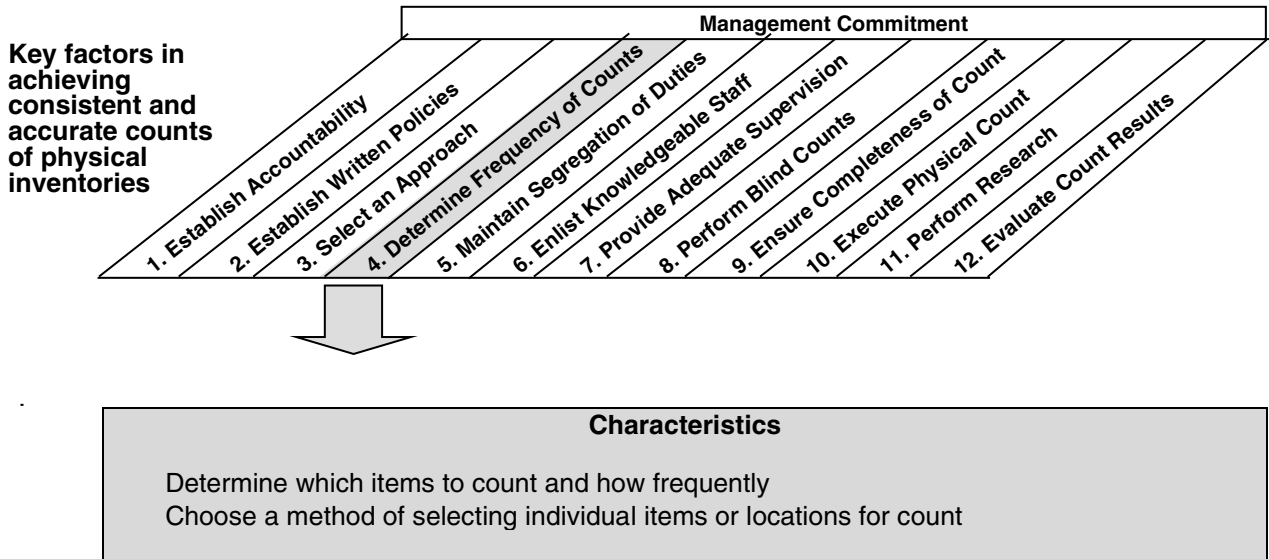 Management Commitment
Key factors in
achieving
consistent and
accurate counts
of physical
inventories
1. Establish Accountability
2. Establish Written Policies
3. Select an Approach
4. Determine Frequency of Counts
5. Maintain Segregation of Duties
6. Enlist Knowledgeable Staff
7. Provide Adequate Supervision
8. Perform Blind Counts
9. Ensure Completeness of Count
10. Execute Physical Count
11. Perform Research
12. Evaluate Count Results
Characteristics
Determine which items to count and how frequently
Choose a method of selecting individual items or locations for count